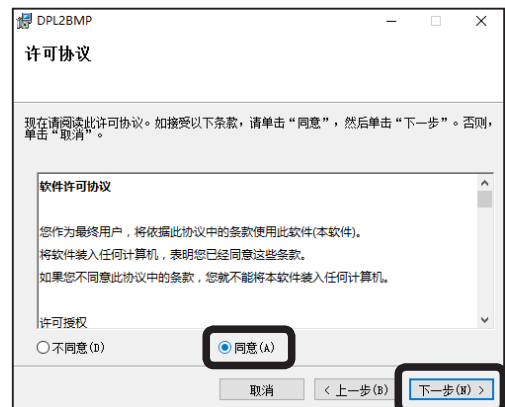 DPL2BMP
许可协议
现在请阅读此许可协议。如接受以下条款，请单击“同意”，然后单击“下一步”。否则，
单击“取消”。
软件许可协议
您作为最终用户，将依据此协议中的条款使用此软件(本软件)。
将软件装入任何计算机，表明您已经同意这些条款。
如果您不同意此协议中的条款，您就不能将本软件装入任何计算机。
许可授权
不同意(D) 同意(A)
取消 < 上一步(B) 下一步(N) >